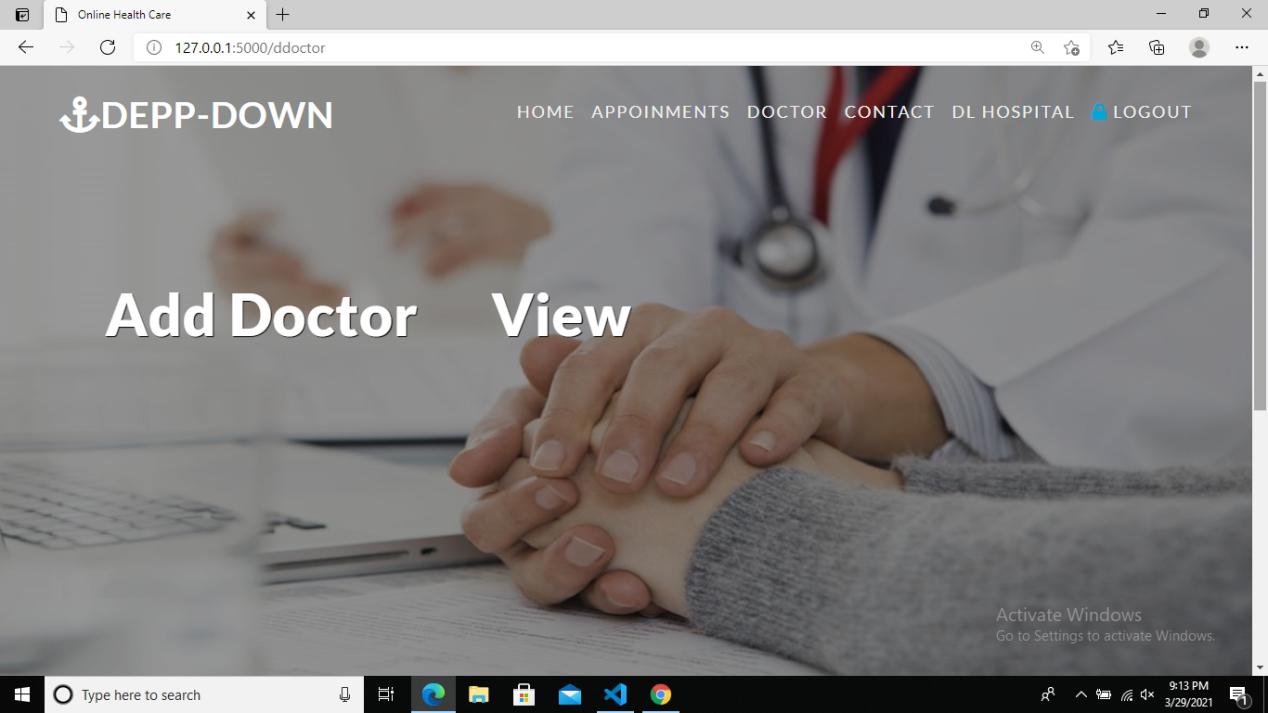 Online Health Care
127.0.0.1:5000/ddoctor
DEPP-DOWN
HOME APPOINMENTS DOCTOR CONTACT DL HOSPITAL LOGOUT
Add Doctor View
Activate Windows
Go to Settings to activate Windows.
Type here to search
9:13 PM
3/29/2021
1